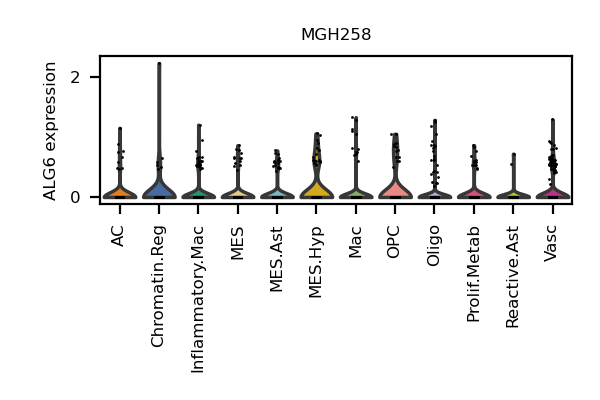 MGH258
ALG6 expression
2
0
AC
Chromatin.Reg
Inflammatory.Mac
MES
MES.Ast
MES.Hyp
Mac
OPC
Oligo
Prolif.Metab
Reactive.Ast
Vasc